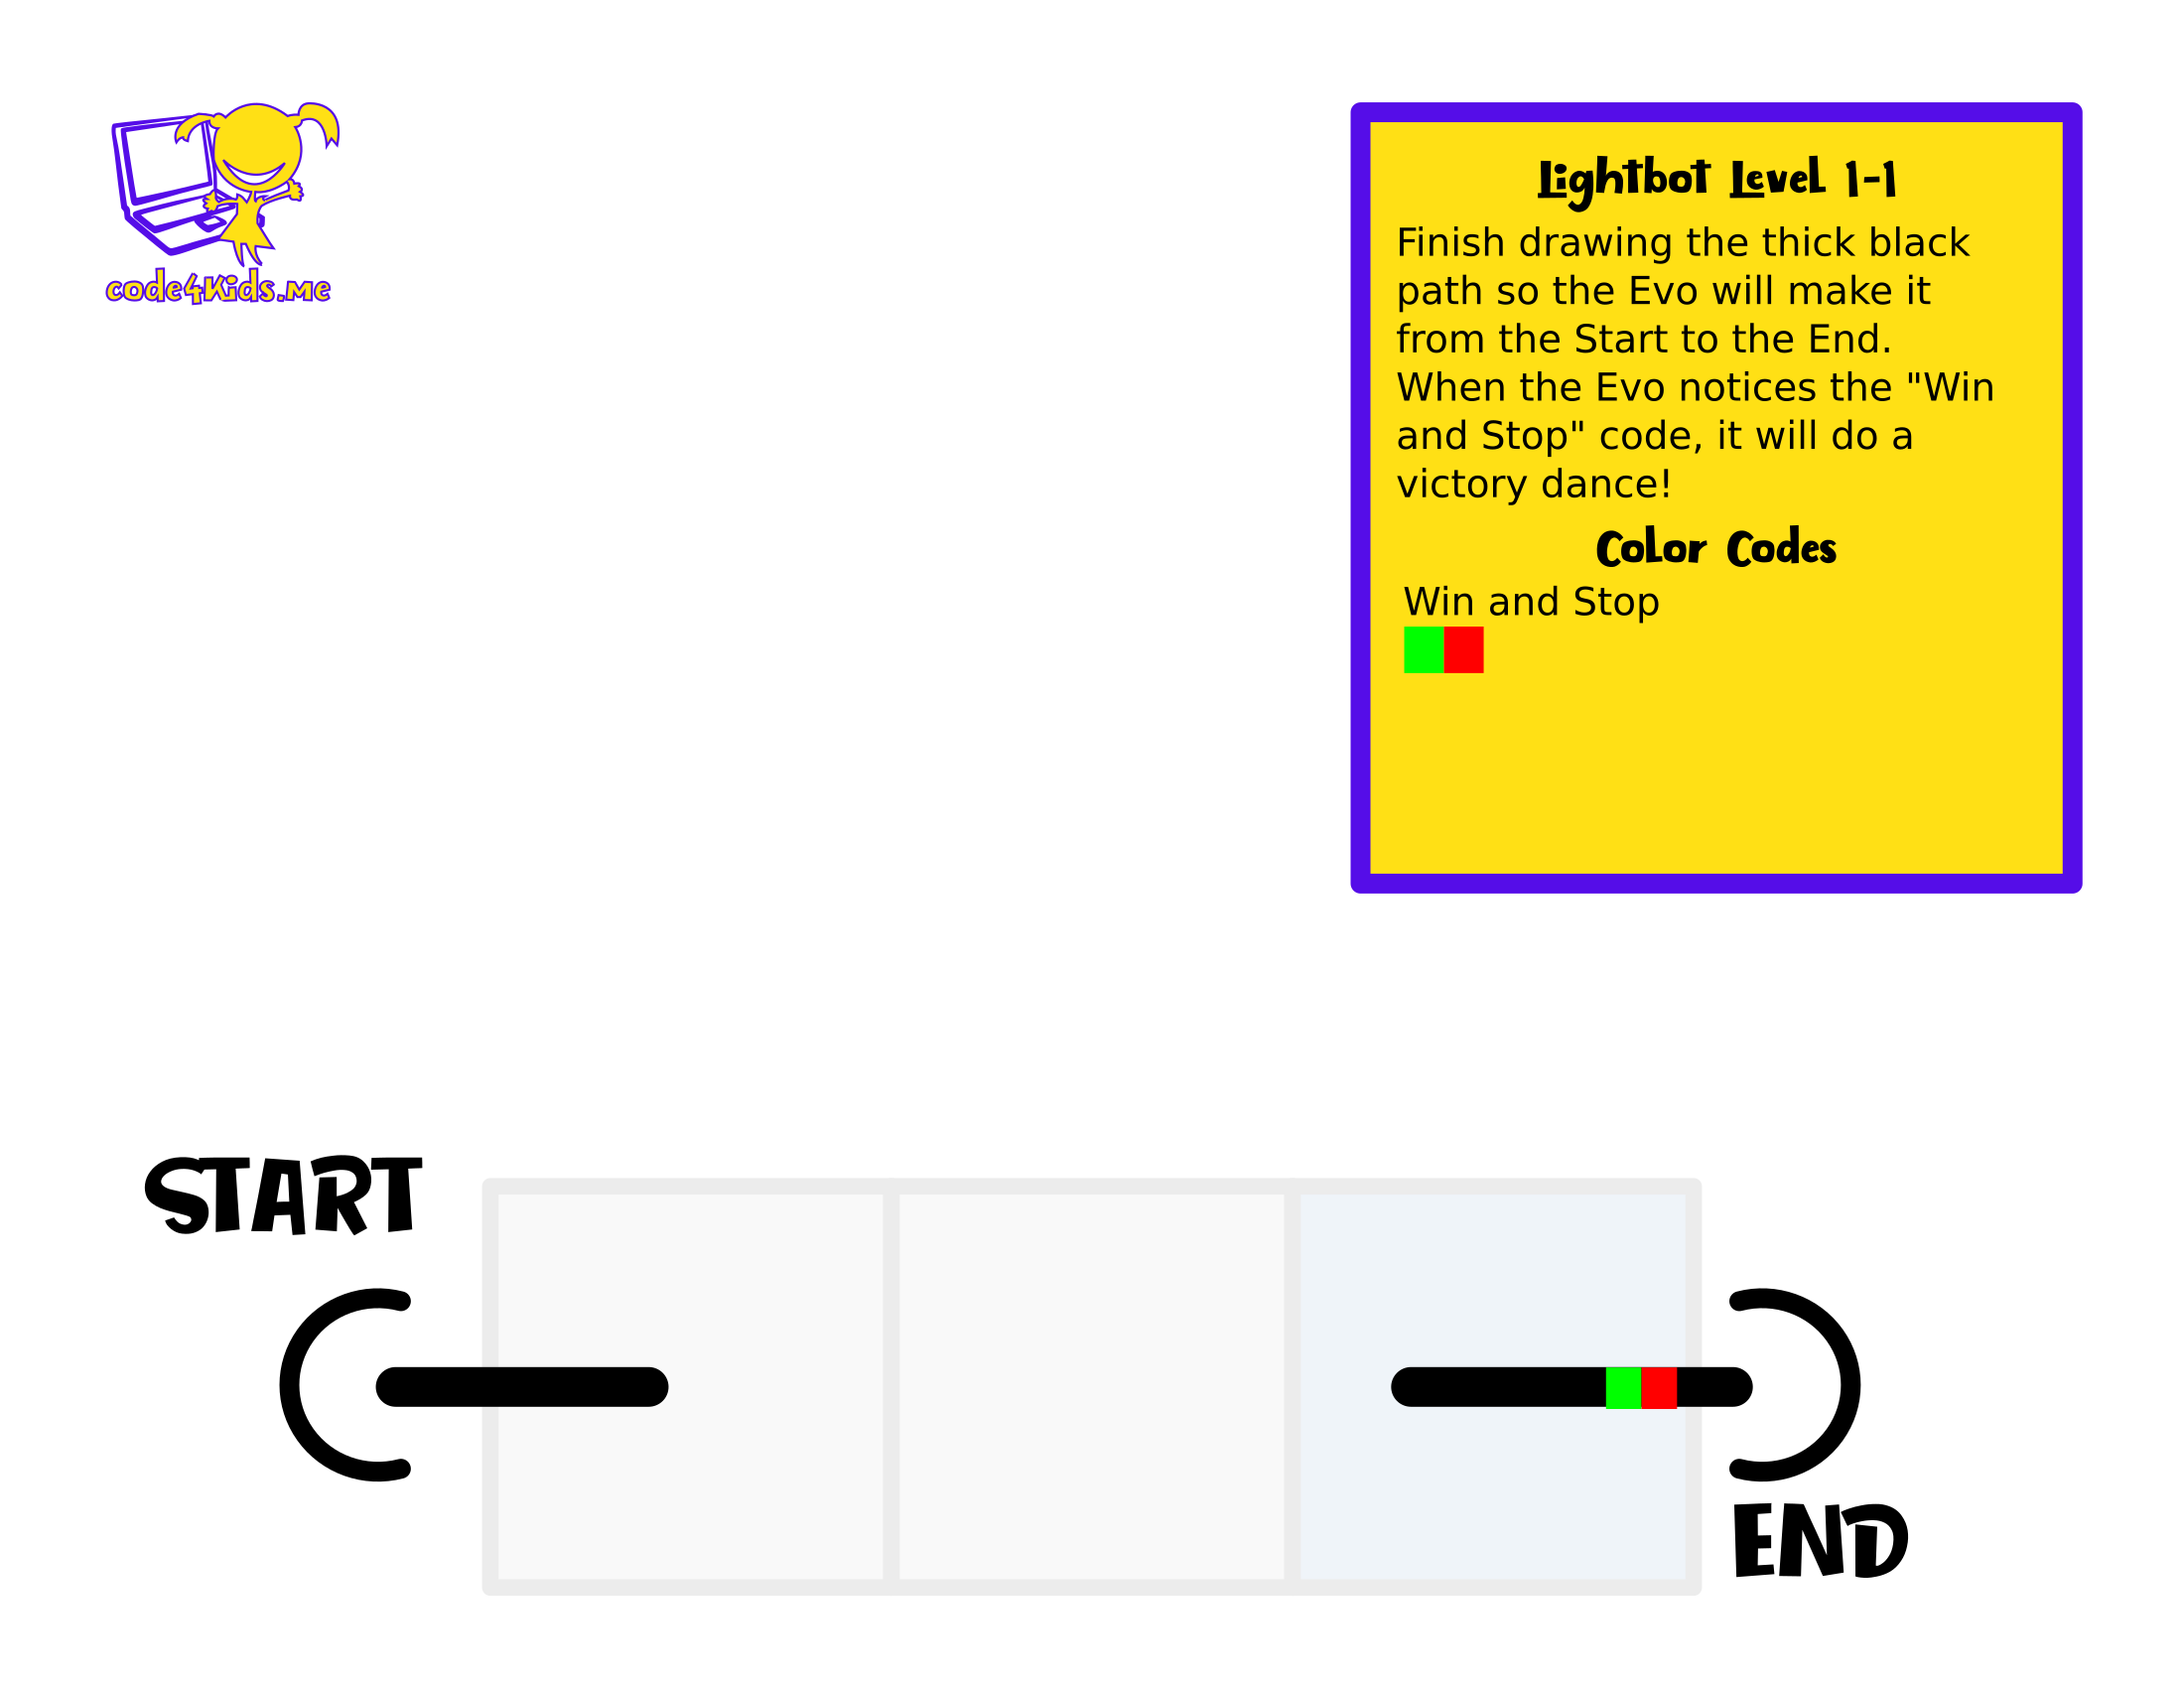 code4kids.me
Lightbot Level 1-1
Finish drawing the thick black
path so the Evo will make it
from the Start to the End.
When the Evo notices the "Win
and Stop" code, it will do a
victory dance!
Color Codes
Win and Stop
START
END